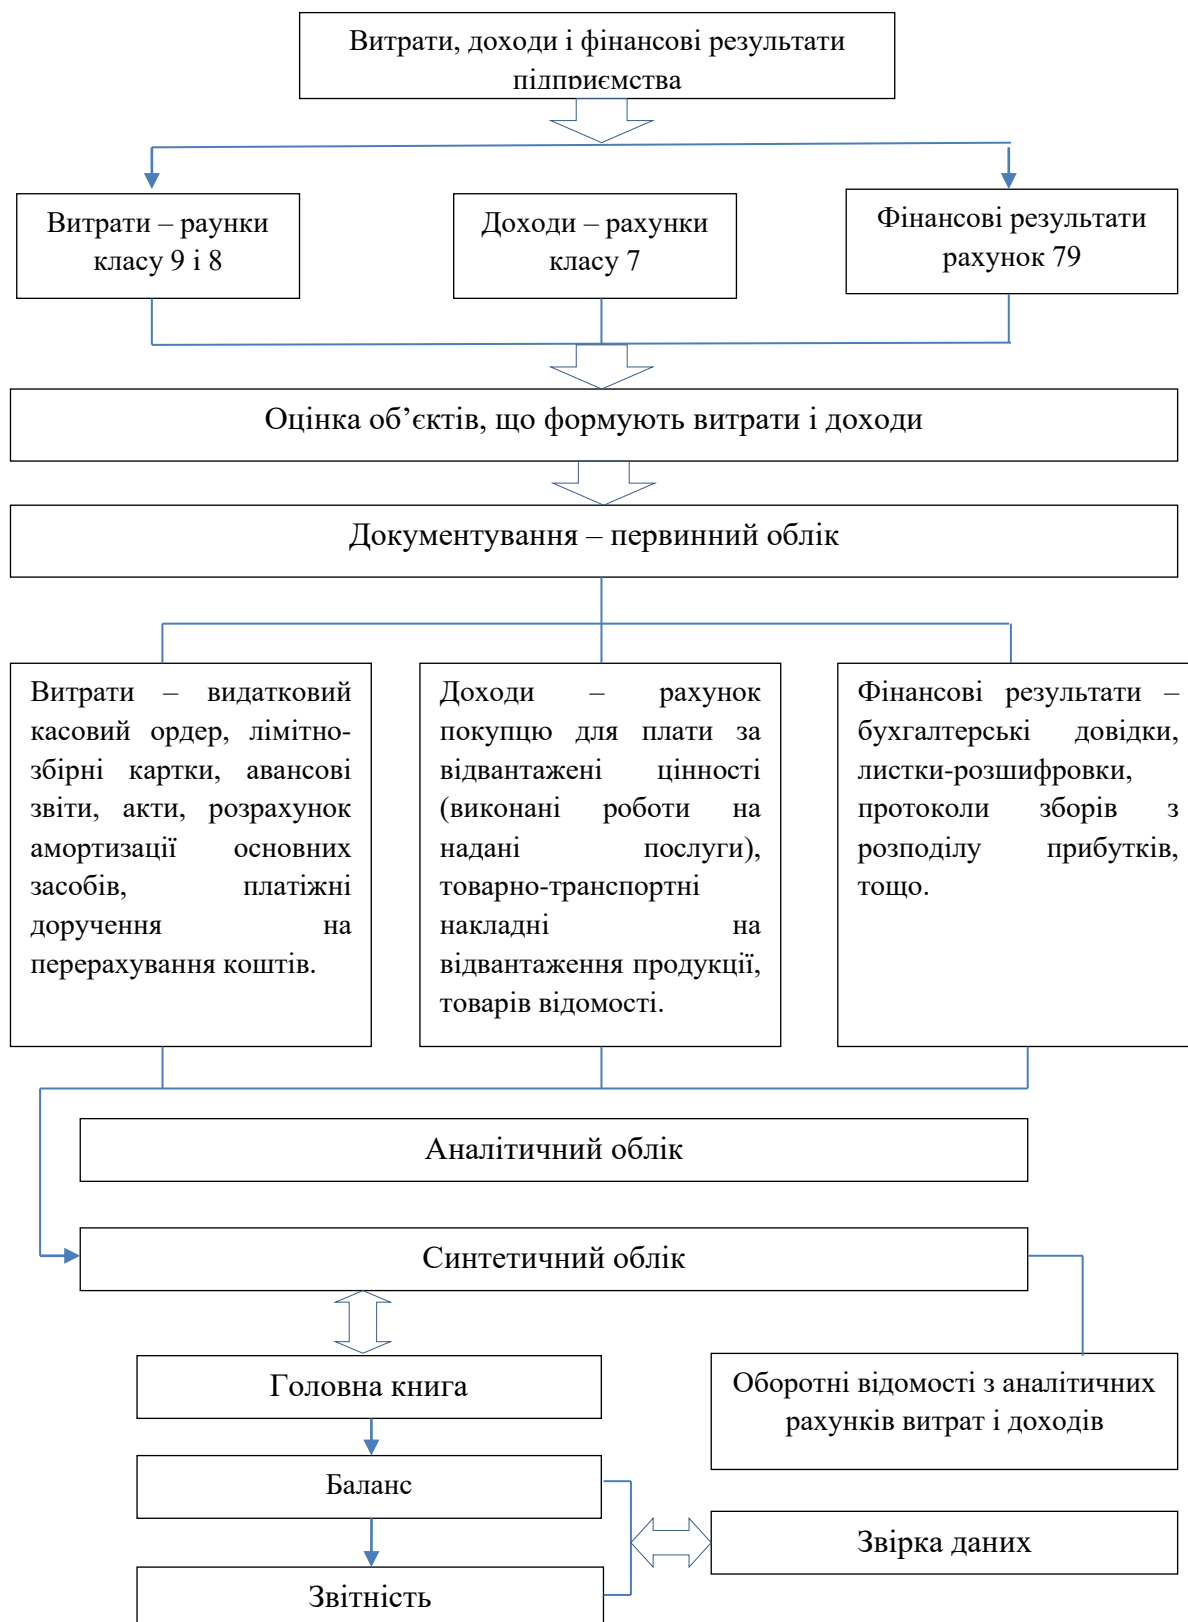 Витрати, доходи і фінансові результати
підприємства
Витрати – раунки
класу 9 і 8
Доходи – рахунки
класу 7
Фінансові результати
рахунок 79
Оцінка об’єктів, що формують витрати і доходи
Документування – первинний облік
Витрати – видатковий
касовий ордер, лімітно-
збірні картки, авансові
звіти, акти, розрахунок
амортизації основних
засобів, платіжні
доручення на
перерахування коштів.
Доходи – рахунок
покупцю для плати за
відвантажені цінності
(виконані роботи на
надані послуги),
товарно-транспортні
накладні на
відвантаження продукції,
товарів відомості.
Фінансові результати –
бухгалтерські довідки,
листки-розшифровки,
протоколи зборів з
розподілу прибутків,
тощо.
Аналітичний облік
Синтетичний облік
Головна книга
Оборотні відомості з аналітичних
рахунків витрат і доходів
Баланс
Звірка даних
Звітність